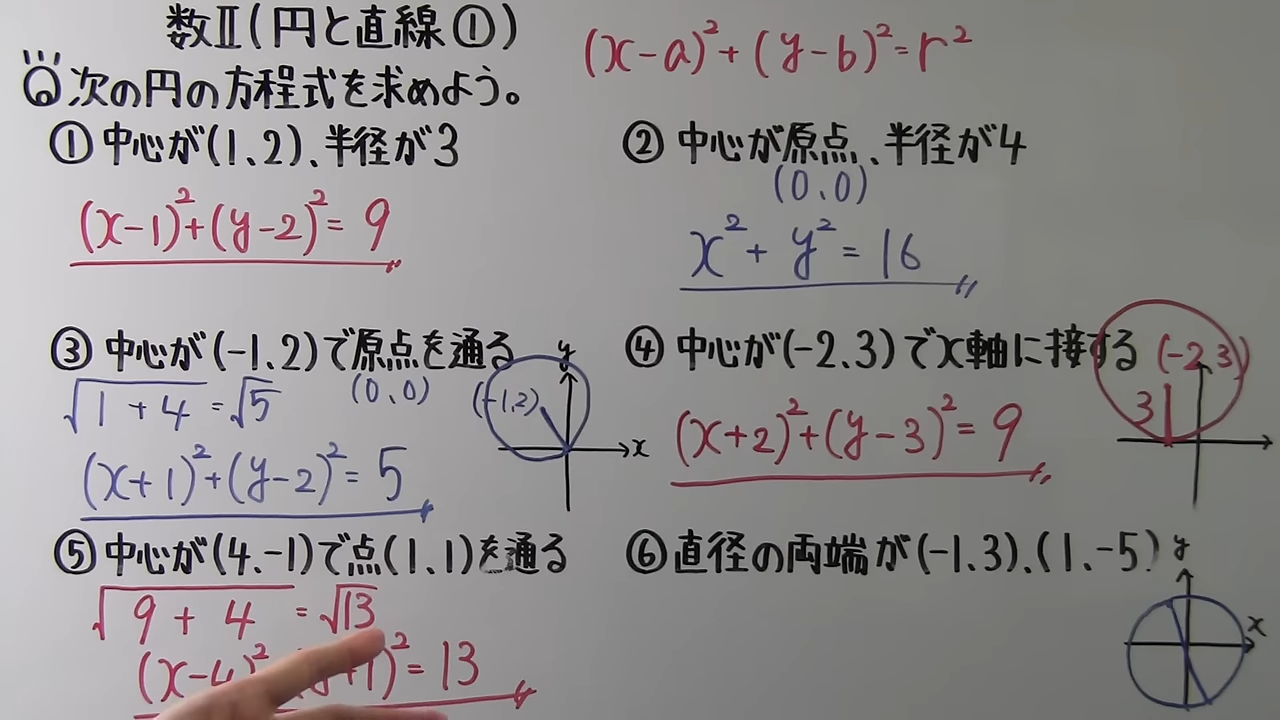 数Ⅱ(円と直線①)
(x-a)²+(y-b)²=r²
Q次の円の方程式を求めよう。
①中心が(1、2)、半径が3
(x-1)²+(y-2)²=9
②中心が原点、半径が4
(0、0)
x²+y²=16
③中心が(-1、2)で原点を通る
√1+4=√5
(0、0)
(x+1)²+(y-2)²=5
y
(-1,2)
x
④中心が(-2、3)でx軸に接する
(-2,3)
3
(x+2)²+(y-3)²=9
⑤中心が(4、-1)で点(1、1)を通る
√9+4=√13
(x-4)² +1)²=13
⑥直径の両端が(-1、3)、(1、-5)
y
x